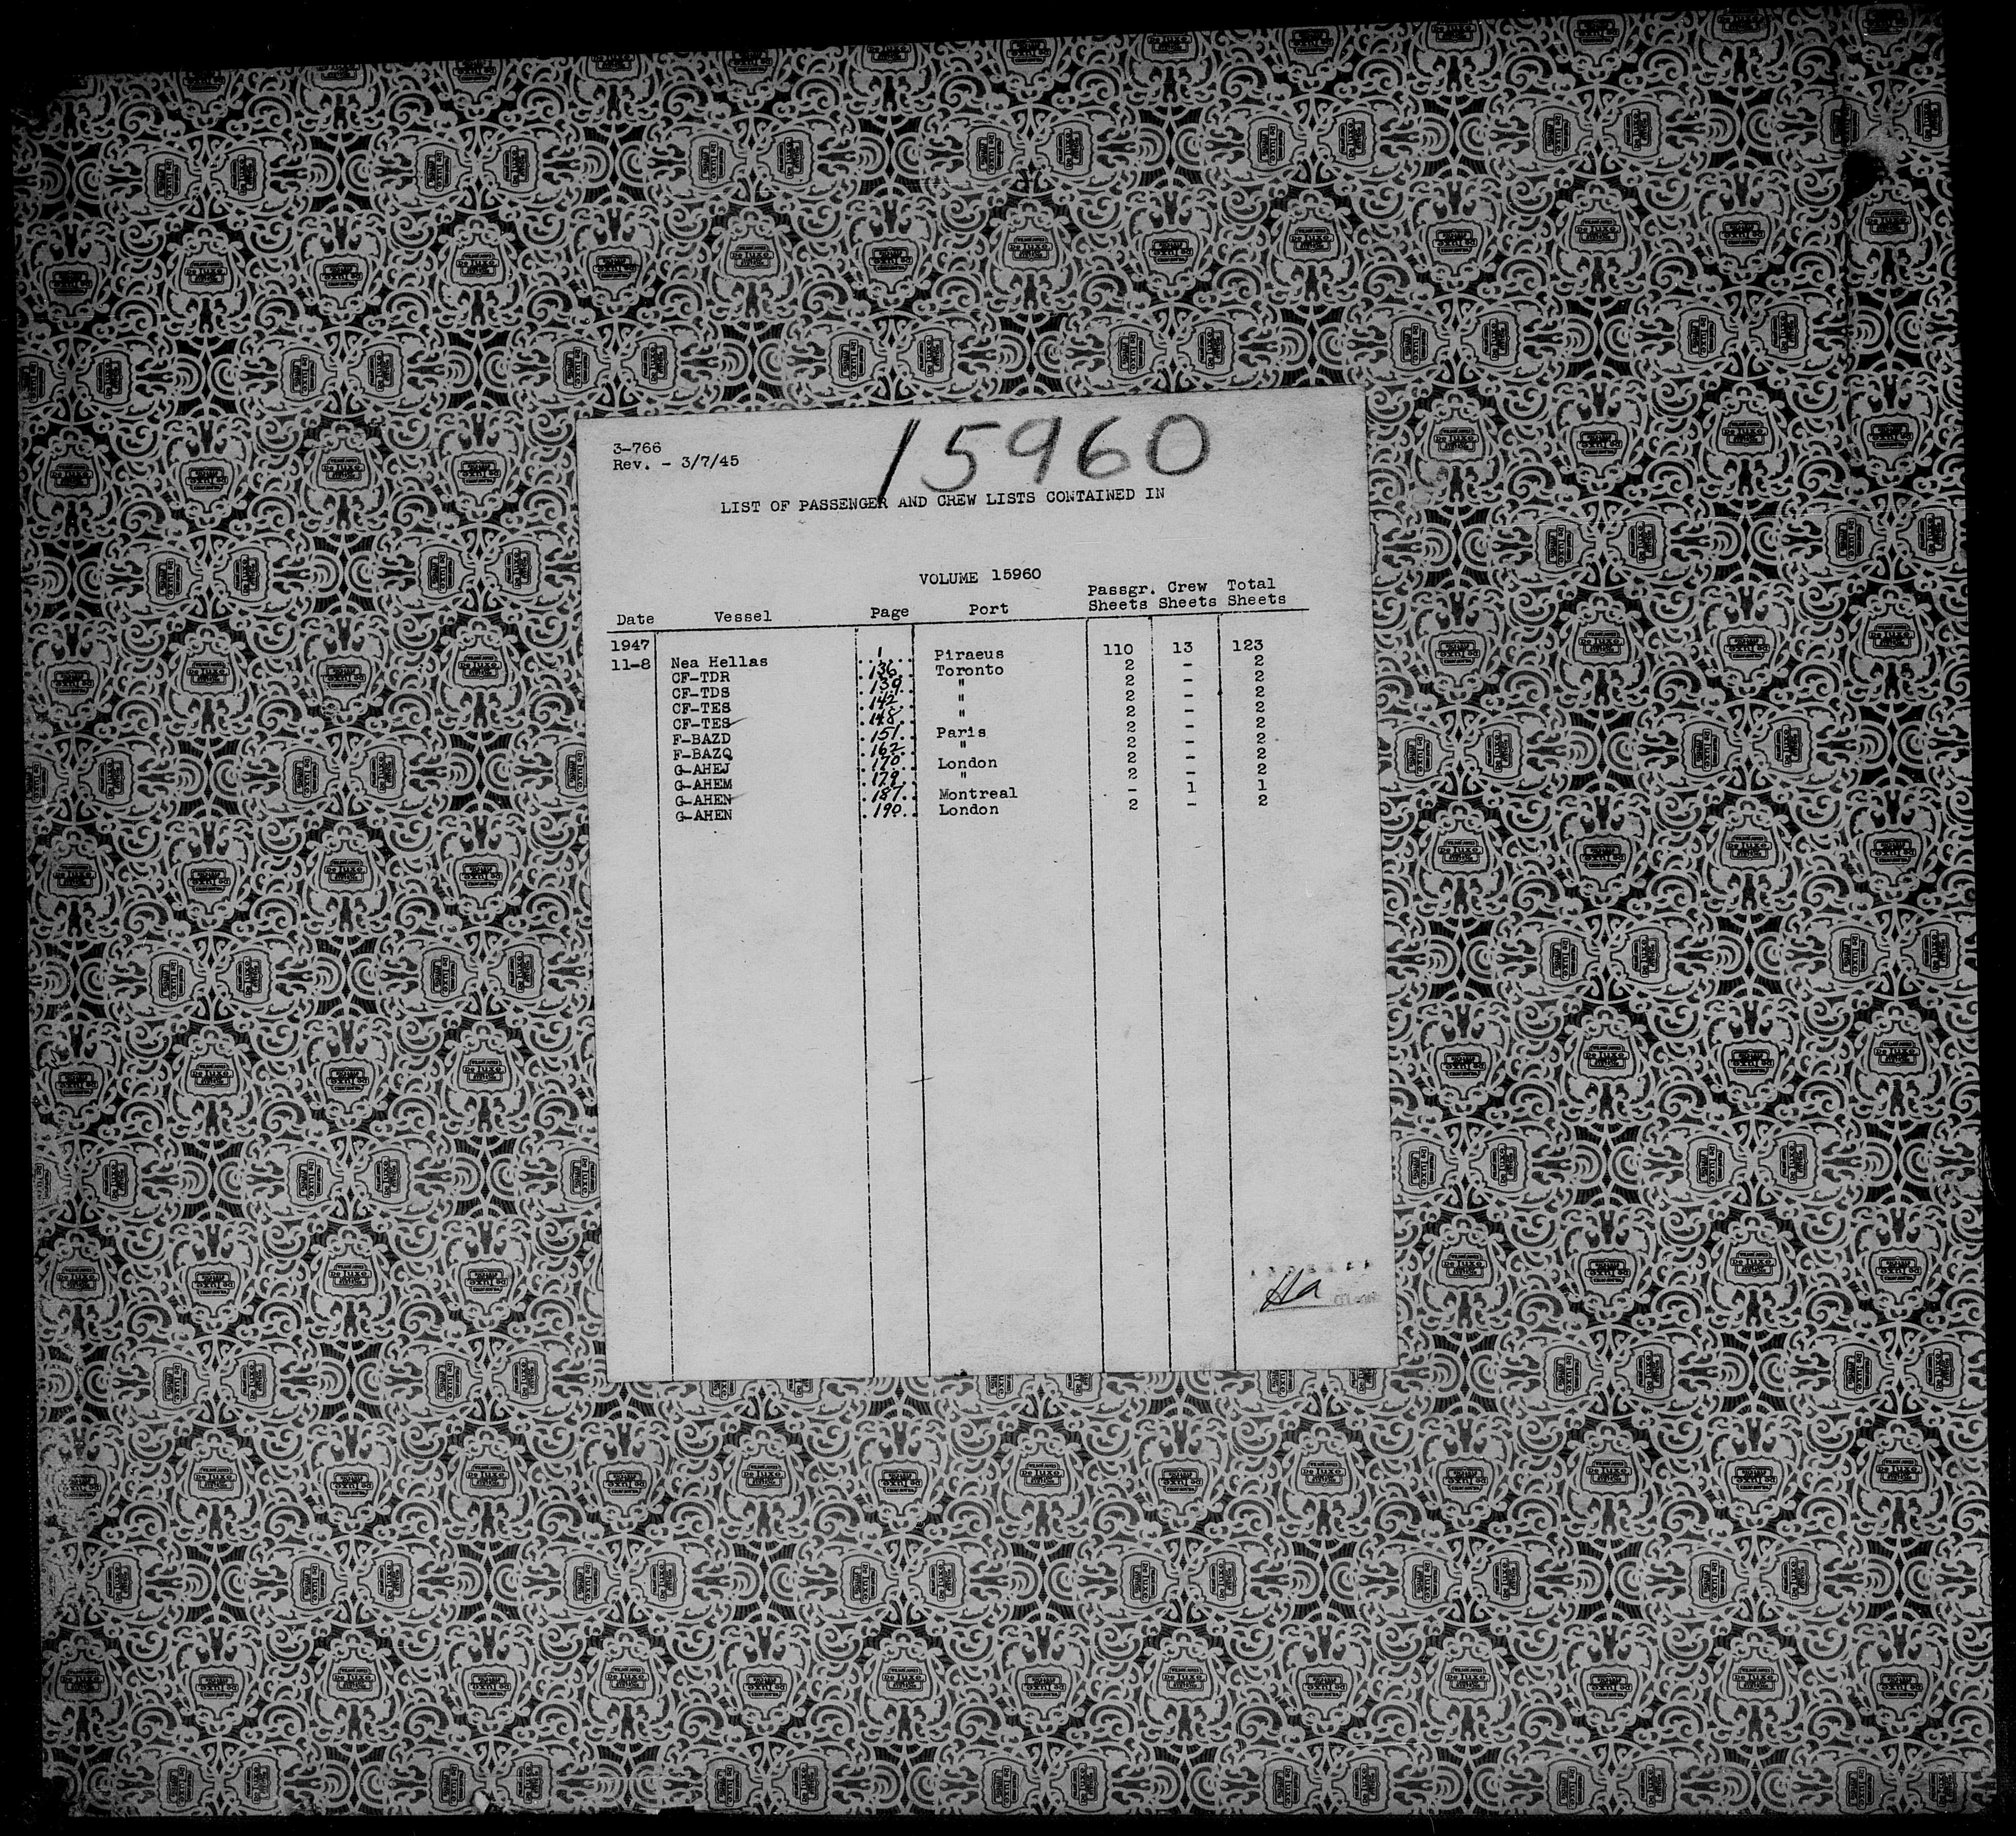 15960
3-766
Rev. - 3/7/45
LIST OF PASSENGER AND CREW LISTS CONTAINED IN
VOLUME 15960
Date Vessel Page Port Passgr. Sheets Crew Sheets Total Sheets
1947
11-8 Nea Hellas 1 Piraeus 110 13 123
CF-TDR 136 Toronto 2 - 2
CF-TDS 139 " 2 - 2
CF-TES 142 " 2 - 2
CF-TES 148 " 2 - 2
F-BAZD 151 Paris 2 - 2
F-BAZQ 162 " 2 - 2
G-AHEJ 170 London 2 - 2
G-AHEM 179 " 2 - 2
G-AHEN 187 Montreal - 1 1
G-AHEN 190 London 2 - 2
Ha
De Luxe